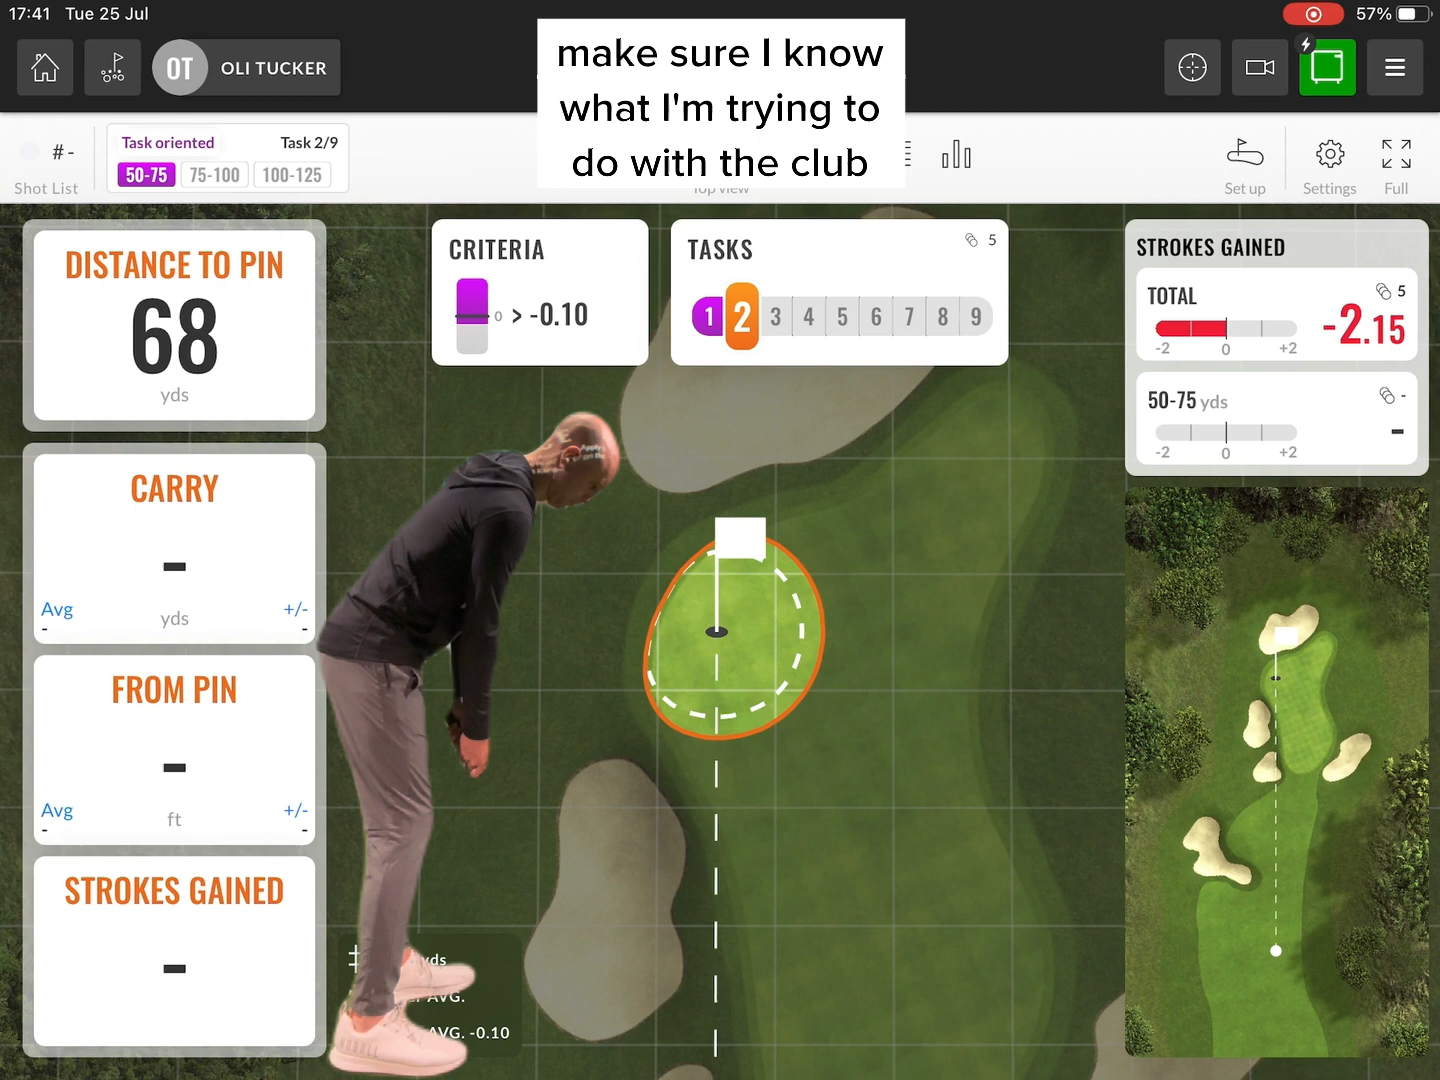 17:41 Tue 25 Jul
57%
make sure I know
what I'm trying to
do with the club
OT OLI TUCKER
# -
Shot List
Task oriented Task 2/9
50-75 75-100 100-125
Top view
Set up
Settings
Full
DISTANCE TO PIN
68
yds
CARRY
-
Avg yds +/-
- -
FROM PIN
-
Avg ft +/-
- -
STROKES GAINED
-
CRITERIA
0 > -0.10
TASKS 5
1 2 3 4 5 6 7 8 9
STROKES GAINED
TOTAL 5
-2.15
-2 0 +2
50-75 yds -
-
-2 0 +2
yds
AVG.
AVG. -0.10